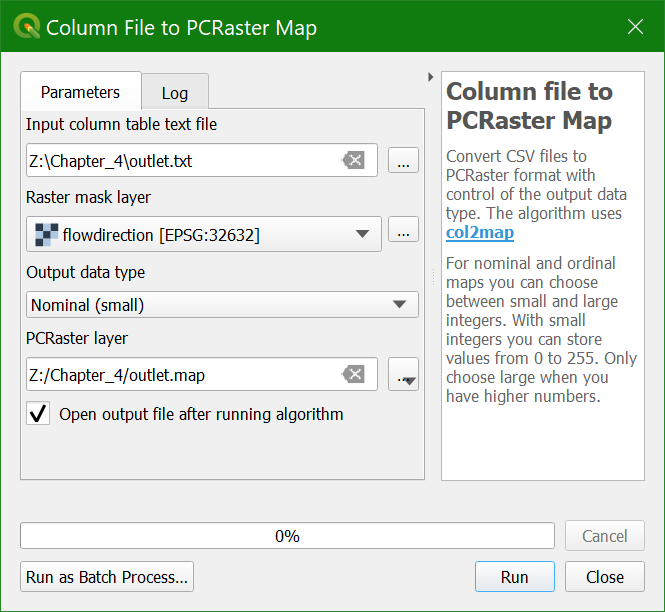 Column File to PCRaster Map
Parameters
Log
Input column table text file
Z:\Chapter_4\outlet.txt
...
Raster mask layer
flowdirection [EPSG:32632]
...
Output data type
Nominal (small)
PCRaster layer
Z:/Chapter_4/outlet.map
...
Open output file after running algorithm
Column file to
PCRaster Map
Convert CSV files to
PCRaster format with
control of the output data
type. The algorithm uses
col2map
For nominal and ordinal
maps you can choose
between small and large
integers. With small
integers you can store
values from 0 to 255. Only
choose large when you
have higher numbers.
0%
Cancel
Run as Batch Process...
Run
Close